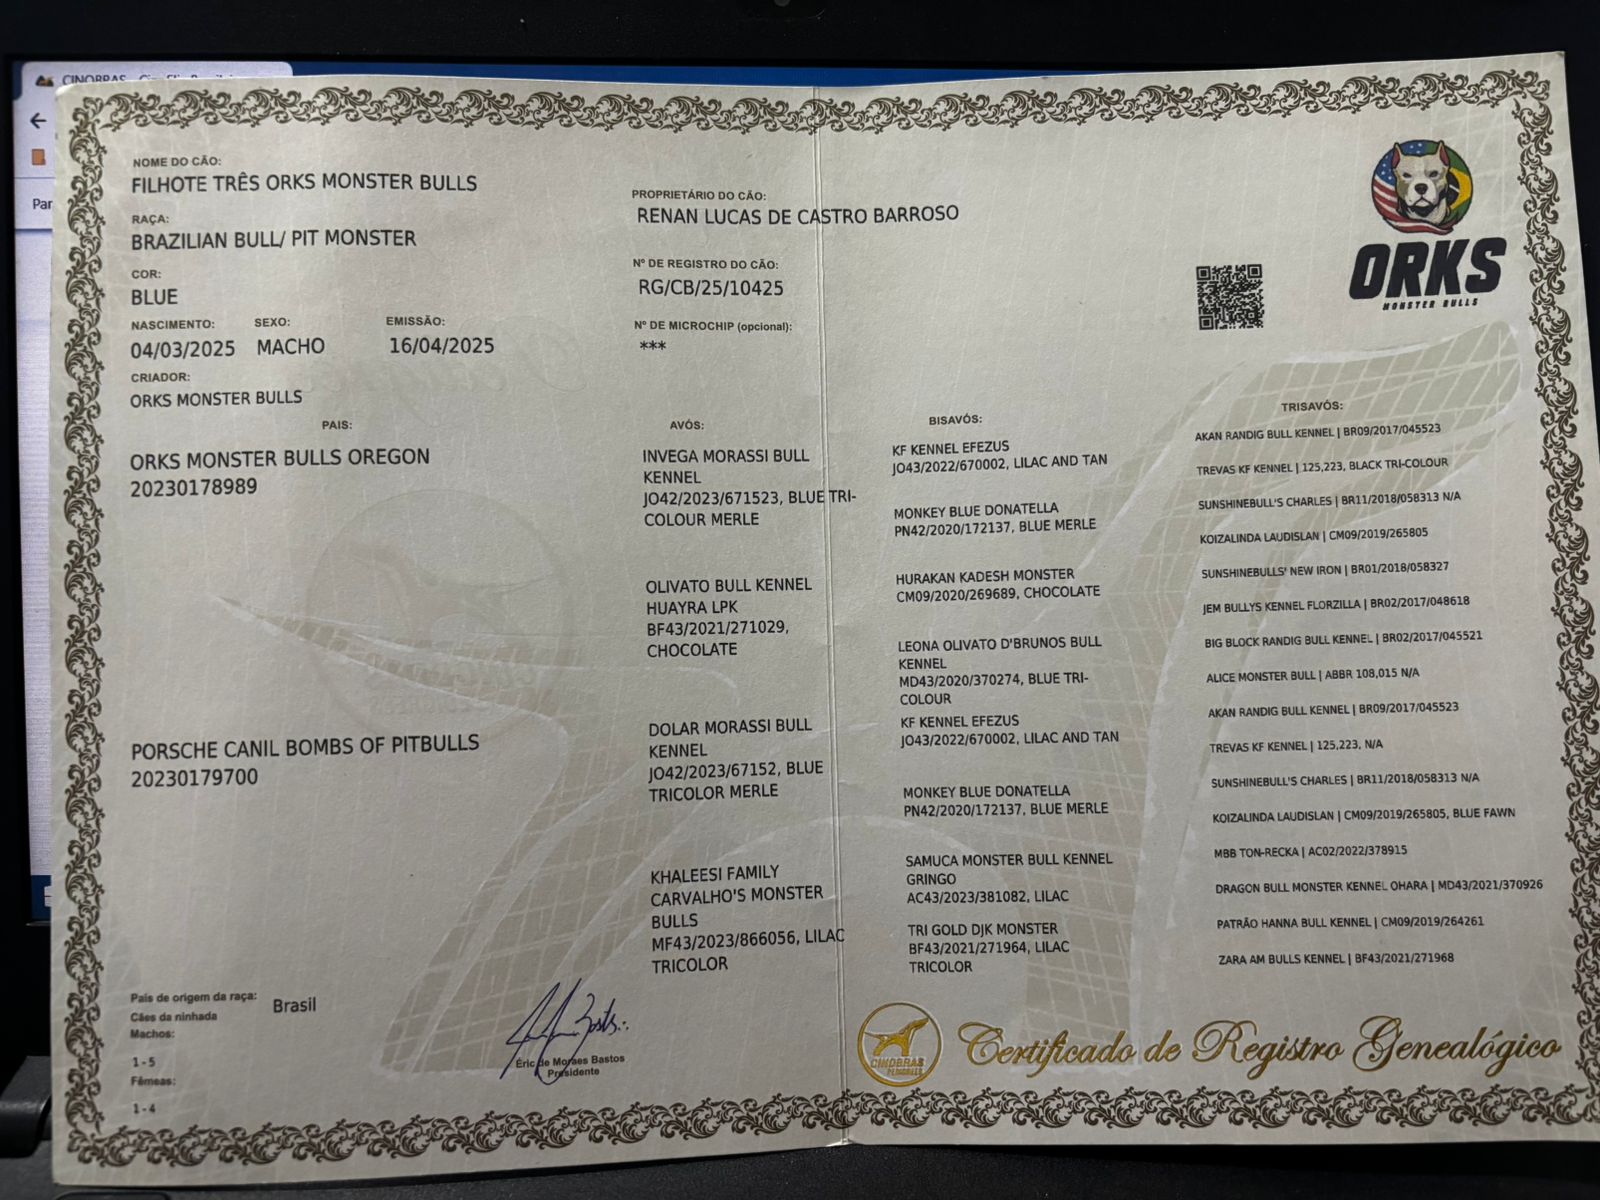 CINOBRAS
Par
NOME DO CÃO:
FILHOTE TRÊS ORKS MONSTER BULLS
RAÇA:
BRAZILIAN BULL/ PIT MONSTER
COR:
BLUE
NASCIMENTO: SEXO: EMISSÃO:
04/03/2025 MACHO 16/04/2025
CRIADOR:
ORKS MONSTER BULLS
PROPRIETÁRIO DO CÃO:
RENAN LUCAS DE CASTRO BARROSO
Nº DE REGISTRO DO CÃO:
RG/CB/25/10425
Nº DE MICROCHIP (opcional):
***
ORKS
MONSTER BULLS
PAIS:
ORKS MONSTER BULLS OREGON
20230178989
PORSCHE CANIL BOMBS OF PITBULLS
20230179700
AVÓS:
INVEGA MORASSI BULL
KENNEL
JO42/2023/671523, BLUE TRI-
COLOUR MERLE
OLIVATO BULL KENNEL
HUAYRA LPK
BF43/2021/271029,
CHOCOLATE
DOLAR MORASSI BULL
KENNEL
JO42/2023/67152, BLUE
TRICOLOR MERLE
KHALEESI FAMILY
CARVALHO'S MONSTER
BULLS
MF43/2023/866056, LILAC
TRICOLOR
BISAVÓS:
KF KENNEL EFEZUS
JO43/2022/670002, LILAC AND TAN
MONKEY BLUE DONATELLA
PN42/2020/172137, BLUE MERLE
HURAKAN KADESH MONSTER
CM09/2020/269689, CHOCOLATE
LEONA OLIVATO D'BRUNOS BULL
KENNEL
MD43/2020/370274, BLUE TRI-
COLOUR
KF KENNEL EFEZUS
JO43/2022/670002, LILAC AND TAN
MONKEY BLUE DONATELLA
PN42/2020/172137, BLUE MERLE
SAMUCA MONSTER BULL KENNEL
GRINGO
AC43/2023/381082, LILAC
TRI GOLD DJK MONSTER
BF43/2021/271964, LILAC
TRICOLOR
TRISAVÓS:
AKAN RANDIG BULL KENNEL | BR09/2017/045523
TREVAS KF KENNEL | 125,223, BLACK TRI-COLOUR
SUNSHINEBULL'S CHARLES | BR11/2018/058313 N/A
KOIZALINDA LAUDISLAN | CM09/2019/265805
SUNSHINEBULLS' NEW IRON | BR01/2018/058327
JEM BULLYS KENNEL FLORZILLA | BR02/2017/048618
BIG BLOCK RANDIG BULL KENNEL | BR02/2017/045521
ALICE MONSTER BULL | ABBR 108,015 N/A
AKAN RANDIG BULL KENNEL | BR09/2017/045523
TREVAS KF KENNEL | 125,223, N/A
SUNSHINEBULL'S CHARLES | BR11/2018/058313 N/A
KOIZALINDA LAUDISLAN | CM09/2019/265805, BLUE FAWN
MBB TON-RECKA | AC02/2022/378915
DRAGON BULL MONSTER KENNEL OHARA | MD43/2021/370926
PATRÃO HANNA BULL KENNEL | CM09/2019/264261
ZARA AM BULLS KENNEL | BF43/2021/271968
País de origem da raça: Brasil
Cães da ninhada
Machos:
1 - 5
Fêmeas:
1 - 4
Éric de Moraes Bastos
Presidente
CINOBRAS
Certificado de Registro Genealógico